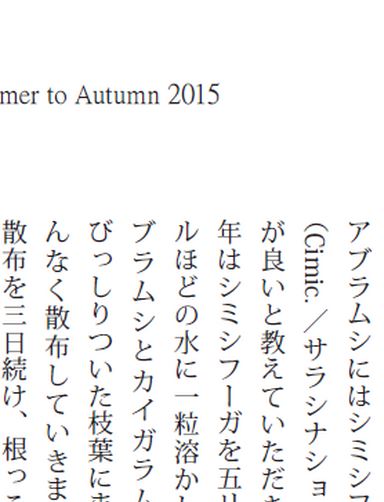 mer to Autumn 2015
アブラムシにはシミシフ
(Cimic.／サラシナショ
が良いと教えていただき
年はシミシフーガを五リ
ルほどの水に一粒溶かし
ブラムシとカイガラム
びっしりついた枝葉にま
んなく散布していきま
散布を三日続け、根っこ